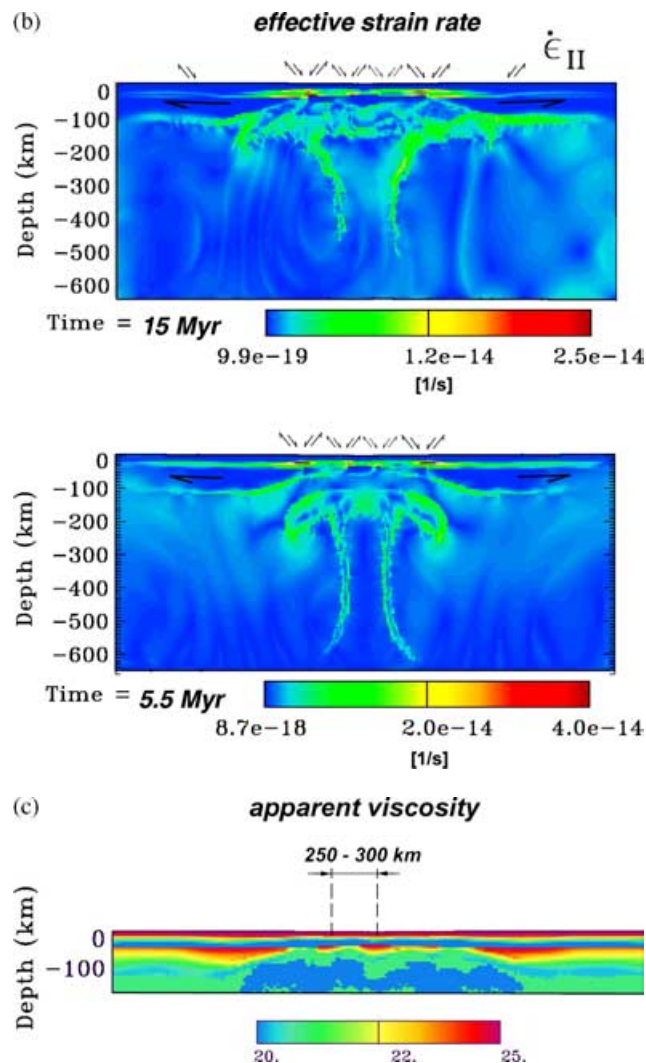 (b) effective strain rate
ε̇ II
0
-100
-200
-300
-400
-500
-600
Depth (km)
Time = 15 Myr
9.9e-19 1.2e-14 2.5e-14
[1/s]
0
-100
-200
-300
-400
-500
-600
Depth (km)
Time = 5.5 Myr
8.7e-18 2.0e-14 4.0e-14
[1/s]
(c) apparent viscosity
250 - 300 km
0
-100
Depth (km)
20. 22. 25.